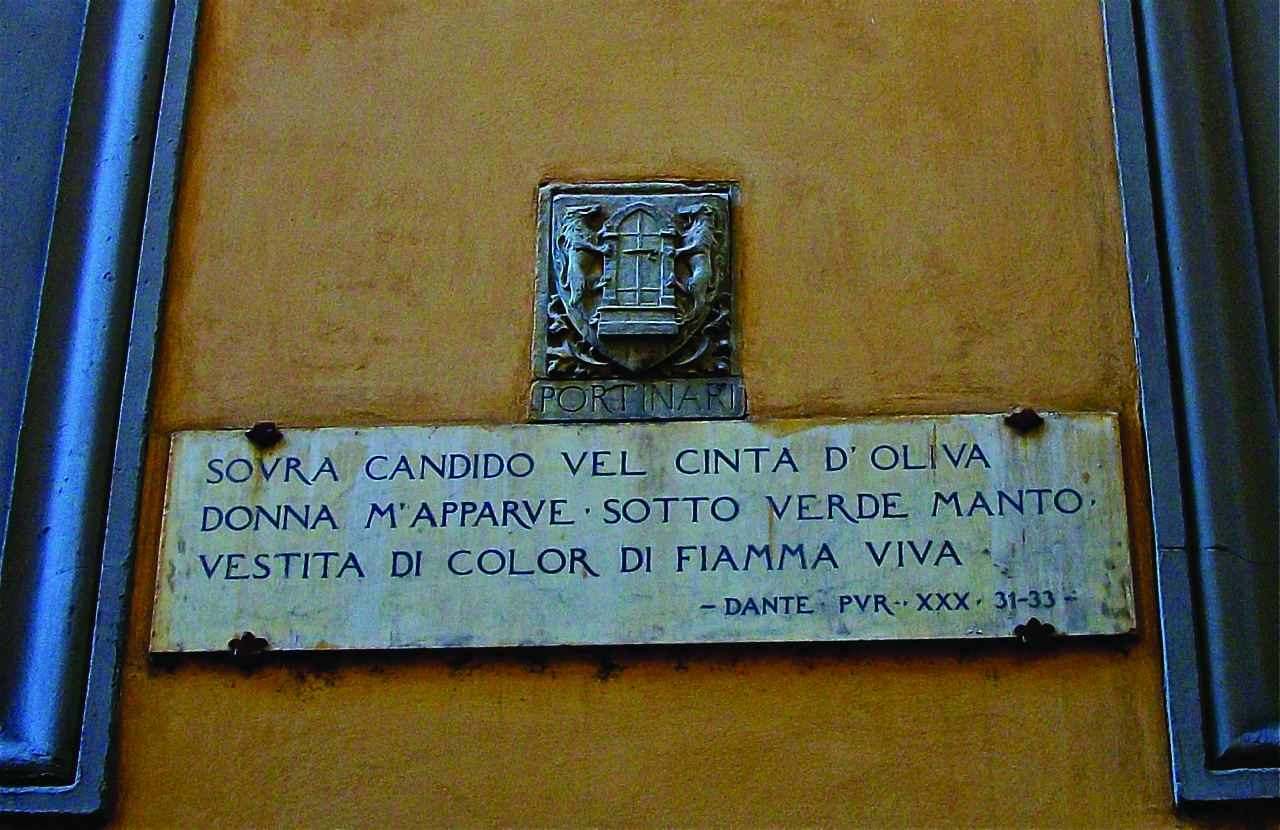 PORTINARI
SOVRA CANDIDO VEL CINTA D'OLIVA
DONNA M'APPARVE · SOTTO VERDE MANTO ·
VESTITA DI COLOR DI FIAMMA VIVA
– DANTE · PVR · · XXX · 31-33 –